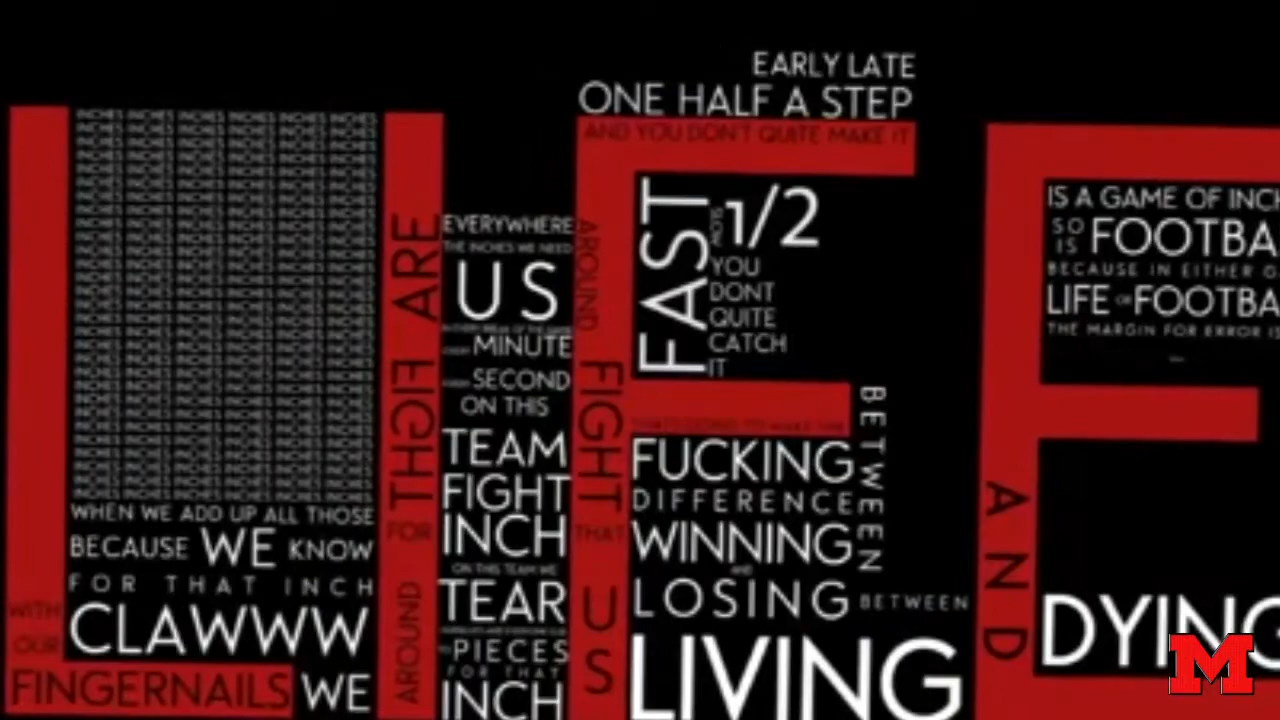 INCHES INCHES INCHES INCHES INCHES INCHES
WHEN WE ADD UP ALL THOSE
BECAUSE WE KNOW
FOR THAT INCH
WITH
OUR
CLAWWW
FINGERNAILS WE
FIGHT ARE
FOR
AROUND
EVERYWHERE
THE INCHES WE NEED
US
MINUTE
SECOND
ON THIS
TEAM
FIGHT
INCH
ON THIS TEAM WE
TEAR
PIECES
FOR THAT
INCH
AROUND
FIGHT
THAT
US
EARLY LATE
ONE HALF A STEP
AND YOU DON'T QUITE MAKE IT
FAST
SLOW
1/2
YOU
DONT
QUITE
CATCH
IT
FUCKING
DIFFERENCE
WINNING
AND
LOSING
BETWEEN
BETWEEN
LIVING
AND
IS A GAME OF INCH
SO
IS FOOTBA
BECAUSE IN EITHER O
LIFE OR FOOTBA
THE MARGIN FOR ERROR IS
DYING
M